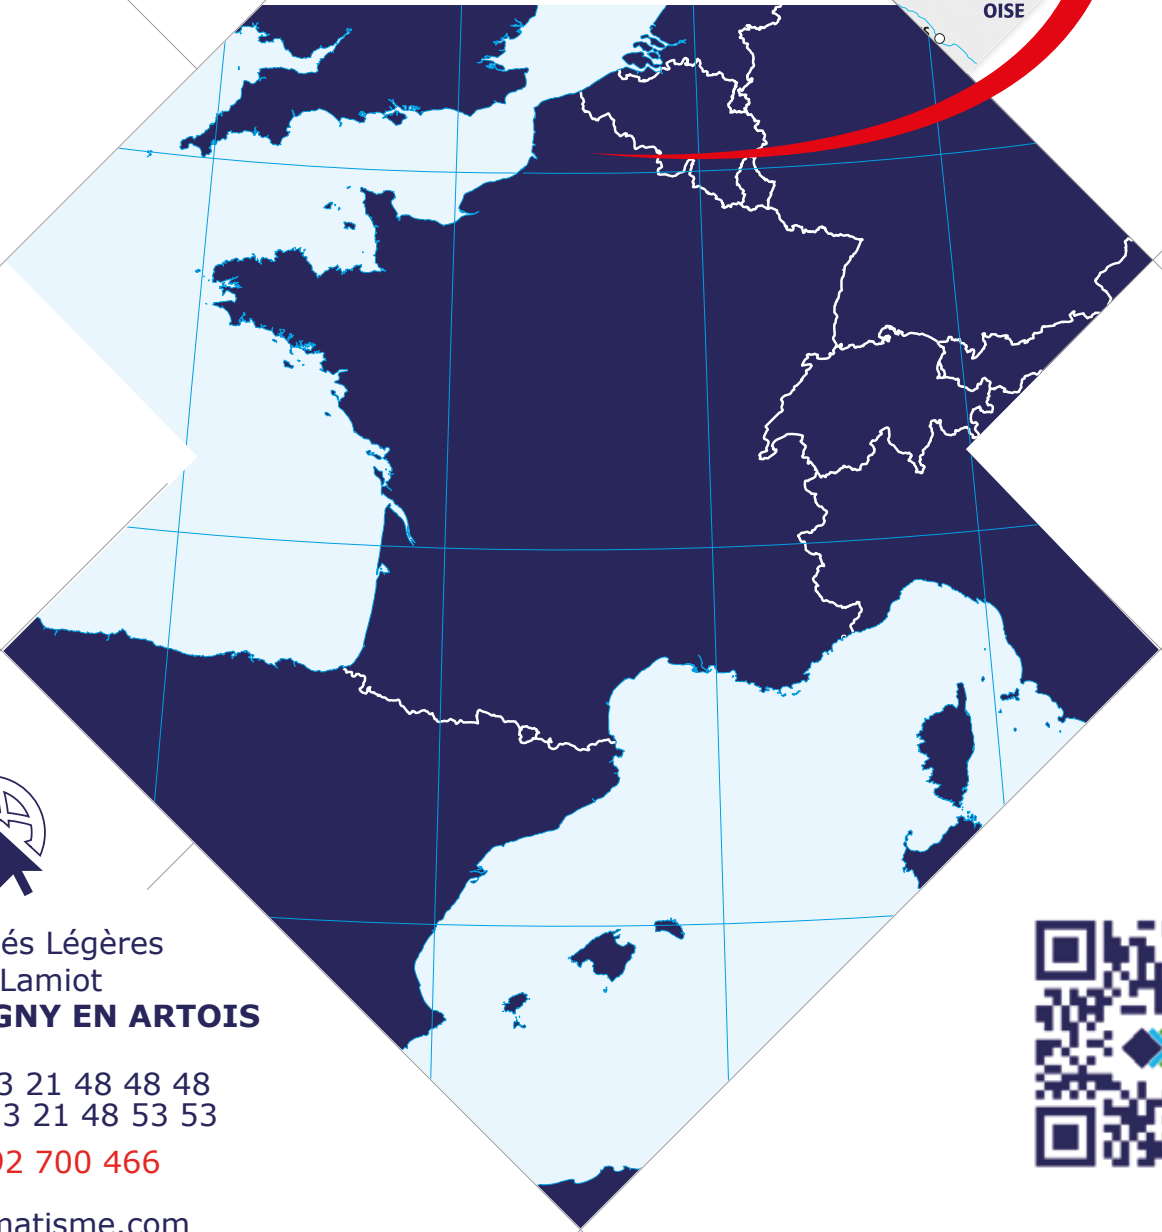 OISE
és Légères
Lamiot
GNY EN ARTOIS
3 21 48 48 48
3 21 48 53 53
92 700 466
matisme.com